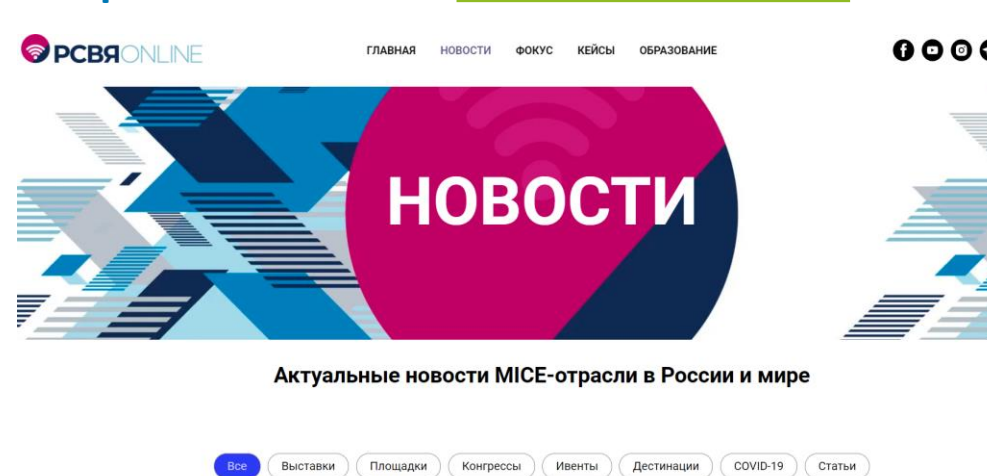 РСВЯONLINE
ГЛАВНАЯ НОВОСТИ ФОКУС КЕЙСЫ ОБРАЗОВАНИЕ
НОВОСТИ
Актуальные новости MICE-отрасли в России и мире
Все Выставки Площадки Конгрессы Ивенты Дестинации COVID-19 Статьи